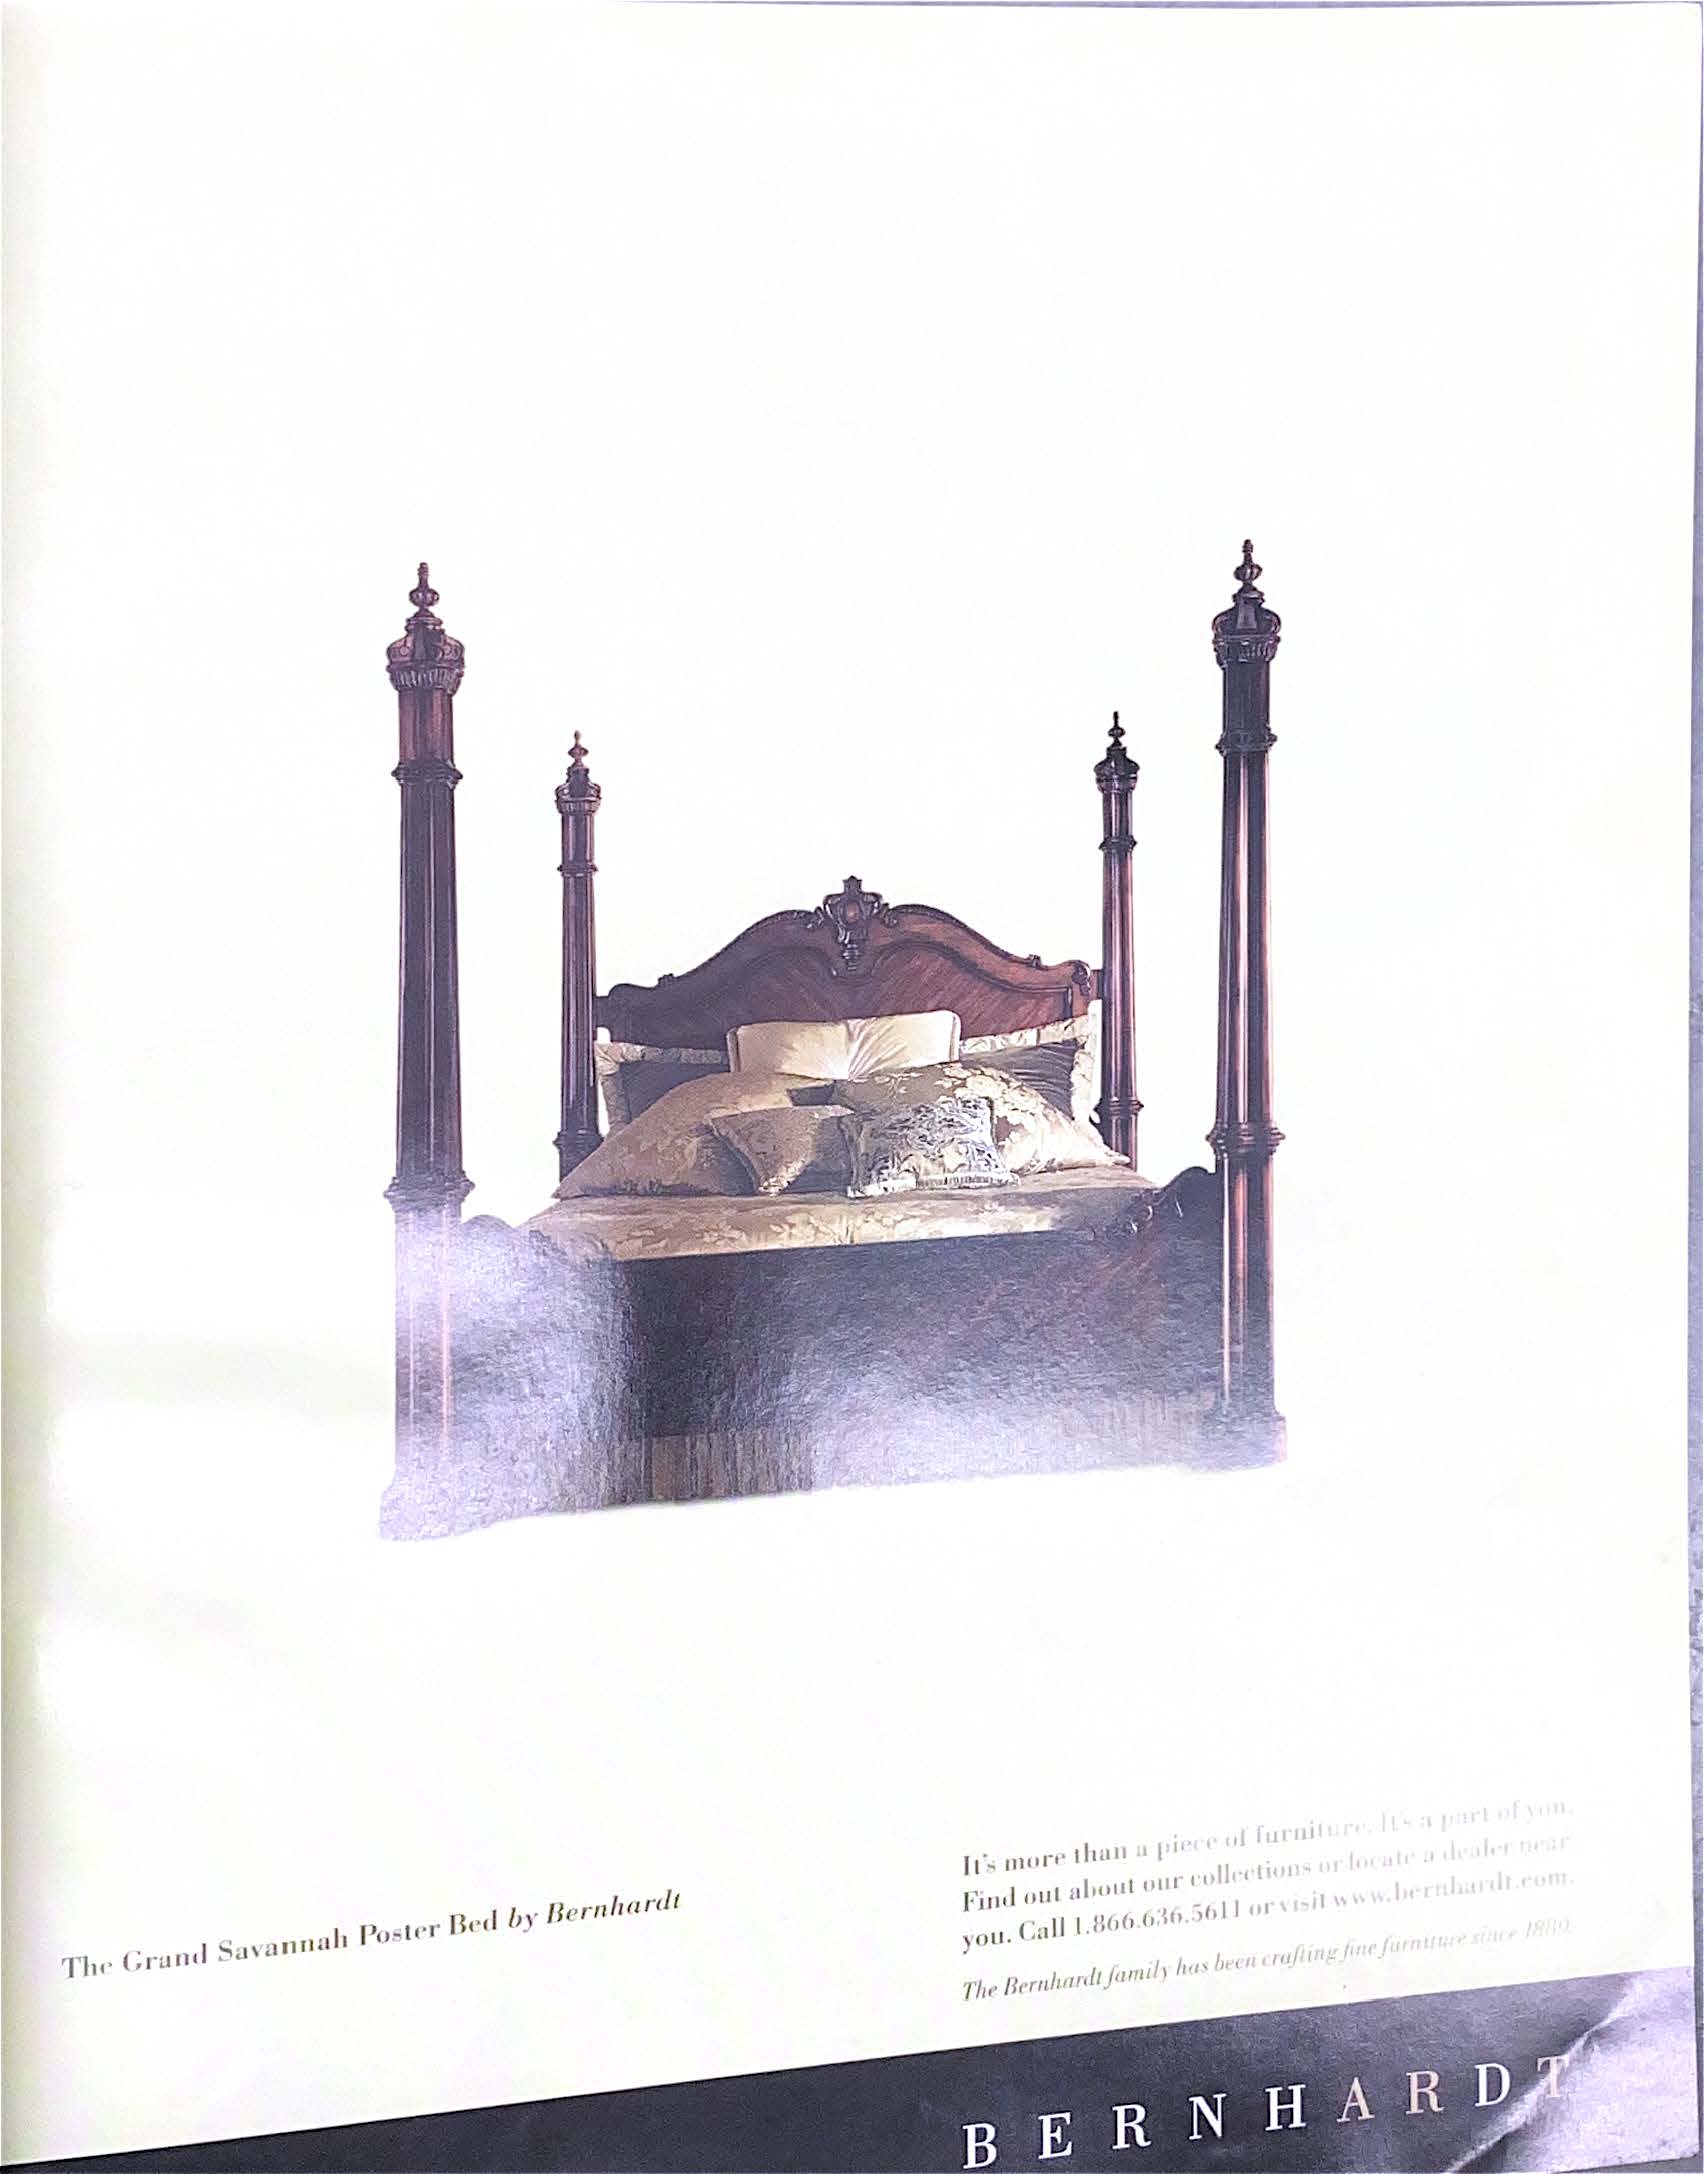 The Grand Savannah Poster Bed by Bernhardt
It's more than a piece of furniture. It's a part of you.
Find out about our collections or locate a dealer near
you. Call 1.866.636.5611 or visit www.bernhardt.com.
The Bernhardt family has been crafting fine furniture since 1889.
BERNHARDT